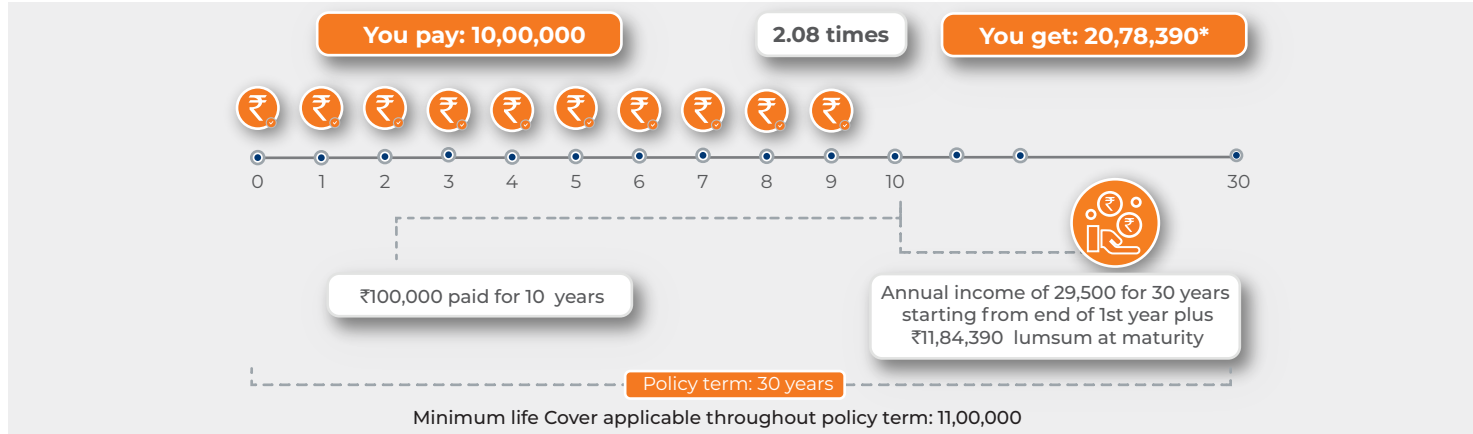 You pay: 10,00,000
2.08 times
You get: 20,78,390*
₹ ₹ ₹ ₹ ₹ ₹ ₹ ₹ ₹ ₹
0 1 2 3 4 5 6 7 8 9 10 30
₹ ₹
₹100,000 paid for 10 years
Annual income of 29,500 for 30 years
starting from end of 1st year plus
₹11,84,390 lumsum at maturity
Policy term: 30 years
Minimum life Cover applicable throughout policy term: 11,00,000